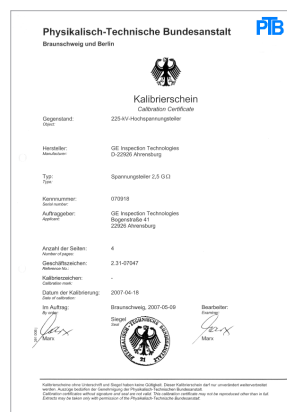 Physikalisch-Technische Bundesanstalt
PTB
Braunschweig und Berlin
Kalibrierschein
Calibration Certificate
Gegenstand: 225-kV-Hochspannungsteller
Object:
Hersteller: GE Inspection Technologies
Manufacturer: D-22926 Ahrensburg
Typ: Spannungsteiler 2,5 GΩ
Type:
Kennnummer: 070918
Serial number:
Auftraggeber: GE Inspection Technologies
Applicant: Bogenstraße 41
22926 Ahrensburg
Anzahl der Seiten: 4
Number of pages:
Geschäftszeichen: 2.31-07047
Reference No.:
Kalibrierzeichen: -
Calibration mark:
Datum der Kalibrierung: 2007-04-18
Date of calibration:
Im Auftrag: Braunschweig, 2007-05-09 Bearbeiter:
By order Examiner:
Siegel
Seal
Marx Marx
Kalibrierscheine ohne Unterschrift und Siegel haben keine Gültigkeit. Dieser Kalibrierschein darf nur unverändert weiterverbreitet
werden. Auszüge bedürfen der Genehmigung der Physikalisch-Technischen Bundesanstalt.
Calibration certificates without signature and seal are not valid. This calibration certificate may not be reproduced other than in full.
Extracts may be taken only with permission of the Physikalisch-Technische Bundesanstalt.